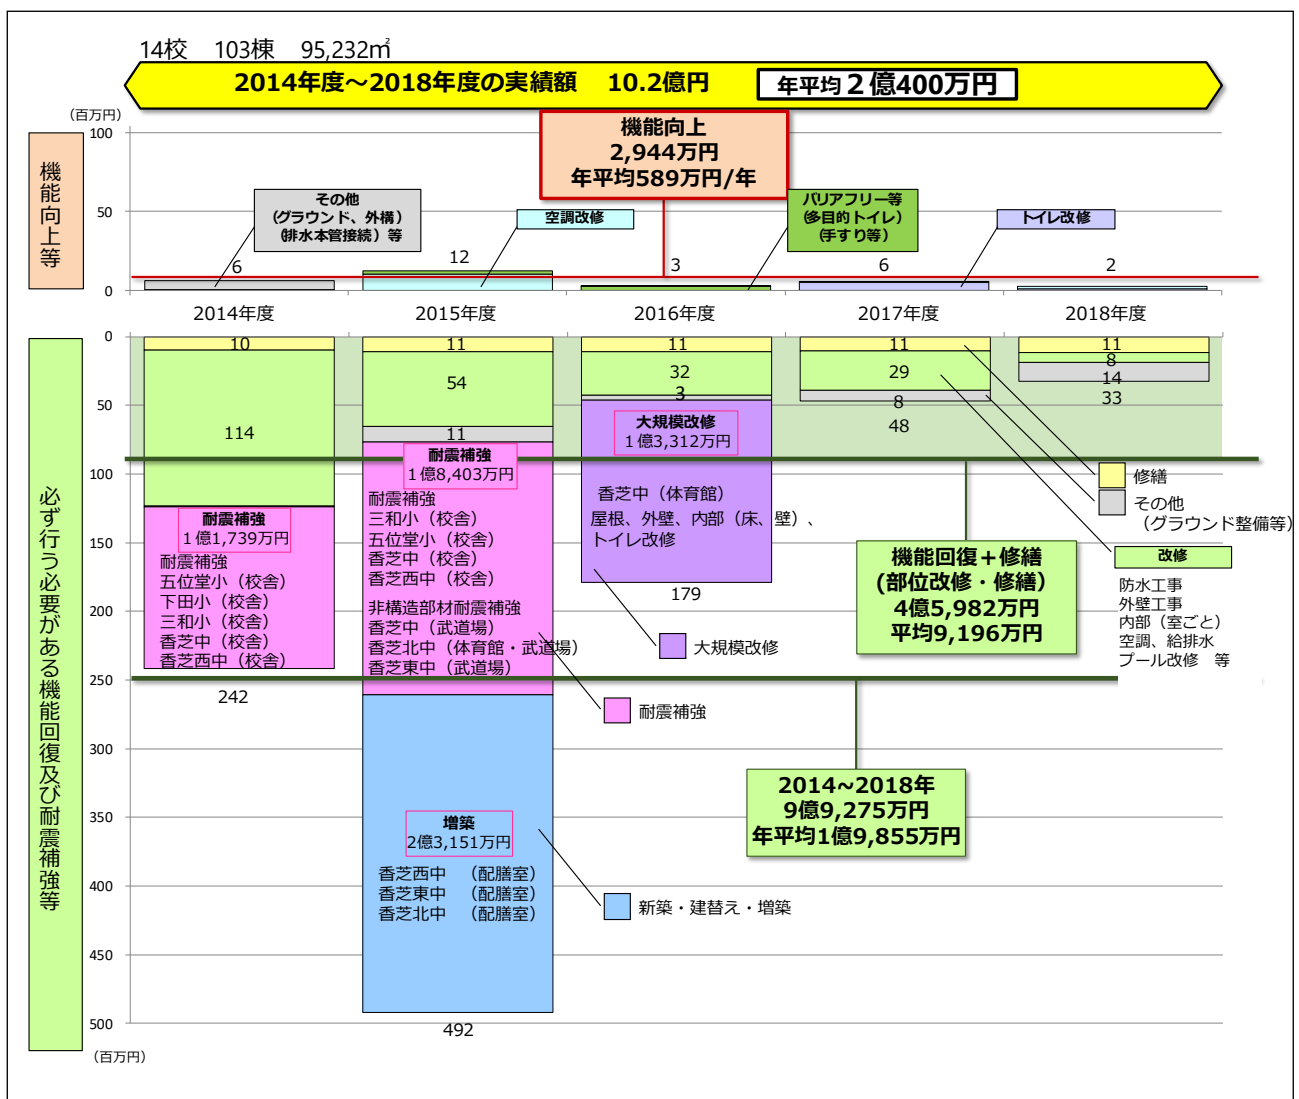 14校　103棟　95,232㎡
2014年度～2018年度の実績額　10.2億円
年平均２億400万円
（百万円）
機能向上等
100
50
0
機能向上
2,944万円
年平均589万円/年
その他
（グラウンド、外構）
（排水本管接続）等
空調改修
バリアフリー等
（多目的トイレ）
（手すり等）
トイレ改修
6
12
3
6
2
2014年度
2015年度
2016年度
2017年度
2018年度
必ず行う必要がある機能回復及び耐震補強等
0
50
100
150
200
250
300
350
400
450
500
（百万円）
10
114
耐震補強
１億1,739万円
耐震補強
五位堂小（校舎）
下田小（校舎）
三和小（校舎）
香芝中（校舎）
香芝西中（校舎）
242
11
54
11
耐震補強
１億8,403万円
耐震補強
三和小（校舎）
五位堂小（校舎）
香芝中（校舎）
香芝西中（校舎）
非構造部材耐震補強
香芝中（武道場）
香芝北中（体育館・武道場）
香芝東中（武道場）
増築
2億3,151万円
香芝西中　（配膳室）
香芝東中　（配膳室）
香芝北中　（配膳室）
492
11
32
3
大規模改修
１億3,312万円
香芝中（体育館）
屋根、外壁、内部（床、壁）、
トイレ改修
179
大規模改修
耐震補強
新築・建替え・増築
11
29
8
48
11
8
14
33
修繕
その他
（グラウンド整備等）
改修
防水工事
外壁工事
内部（室ごと）
空調、給排水
プール改修　等
機能回復＋修繕
(部位改修・修繕）
4億5,982万円
平均9,196万円
2014~2018年
9億9,275万円
年平均1億9,855万円